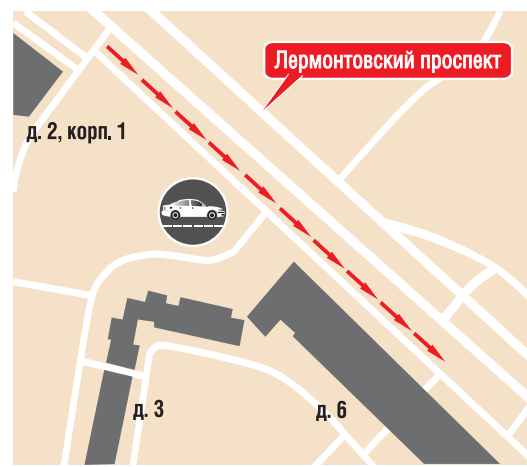 Лермонтовский проспект
д. 2, корп. 1
д. 3
д. 6